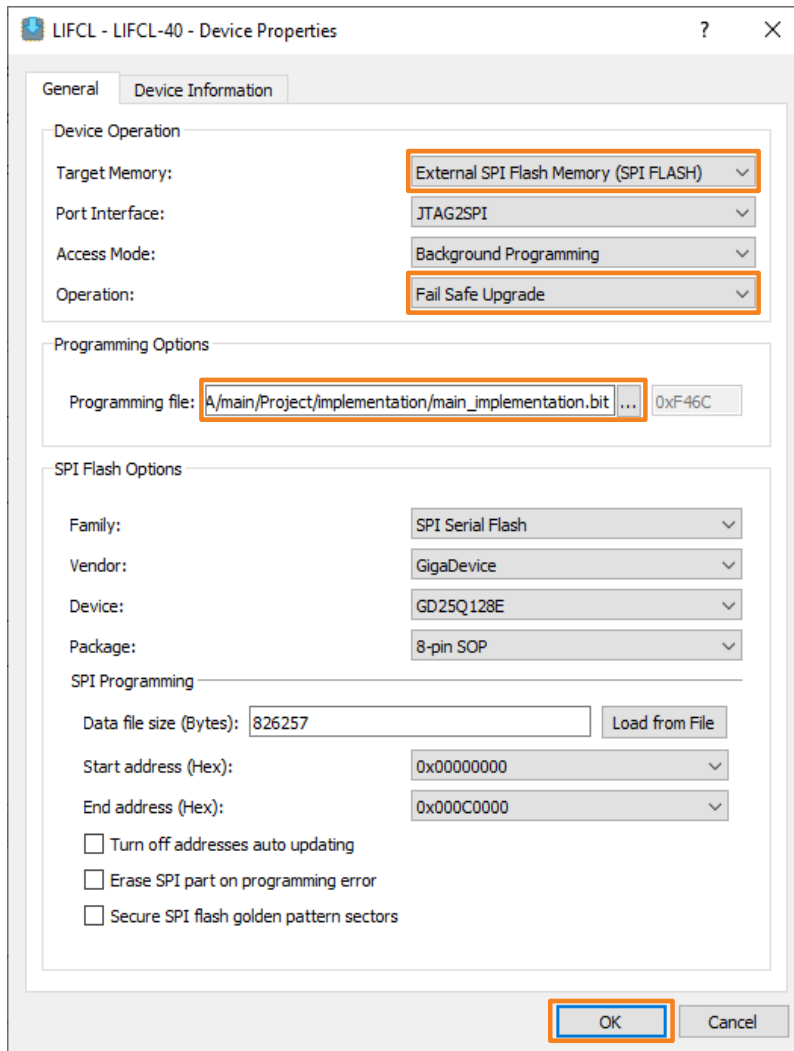 LIFCL - LIFCL-40 - Device Properties ?
General Device Information
Device Operation
Target Memory: External SPI Flash Memory (SPI FLASH)
Port Interface: JTAG2SPI
Access Mode: Background Programming
Operation: Fail Safe Upgrade
Programming Options
Programming file: A/main/Project/implementation/main_implementation.bit ... 0xF46C
SPI Flash Options
Family: SPI Serial Flash
Vendor: GigaDevice
Device: GD25Q128E
Package: 8-pin SOP
SPI Programming
Data file size (Bytes): 826257 Load from File
Start address (Hex): 0x00000000
End address (Hex): 0x000C0000
Turn off addresses auto updating
Erase SPI part on programming error
Secure SPI flash golden pattern sectors
OK Cancel